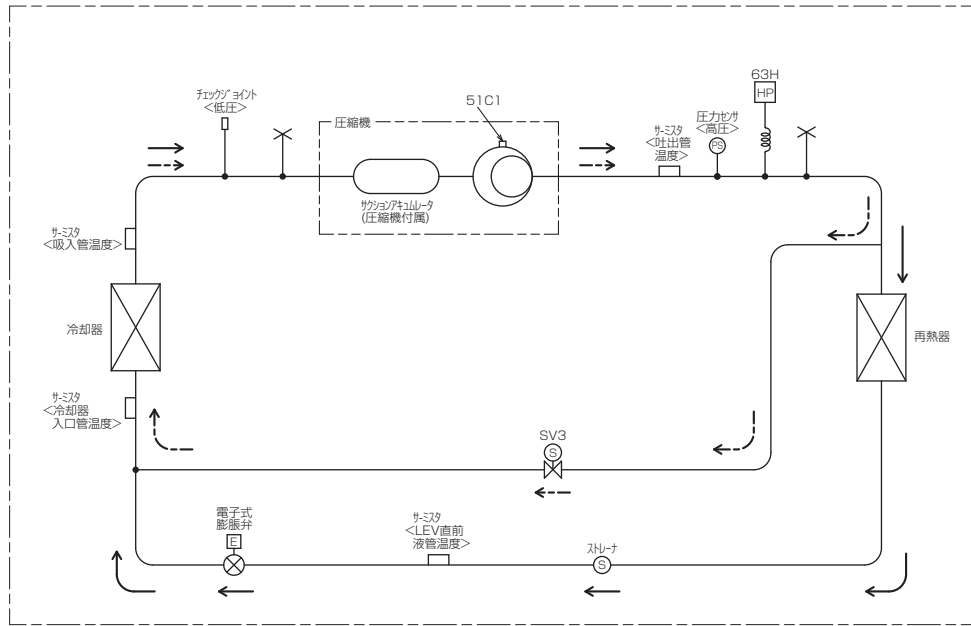 63H
HP
チェックジョイント
<低圧>
51C1
圧力センサ
<高圧>
PS
圧縮機
サーミスタ
<吐出管
温度>
サクションアキュムレータ
(圧縮機付属)
サーミスタ
<吸入管温度>
冷却器
再熱器
サーミスタ
<冷却器
入口管温度>
SV3
S
電子式
膨脹弁
E
サーミスタ
<LEV直前
液管温度>
ストレーナ
S